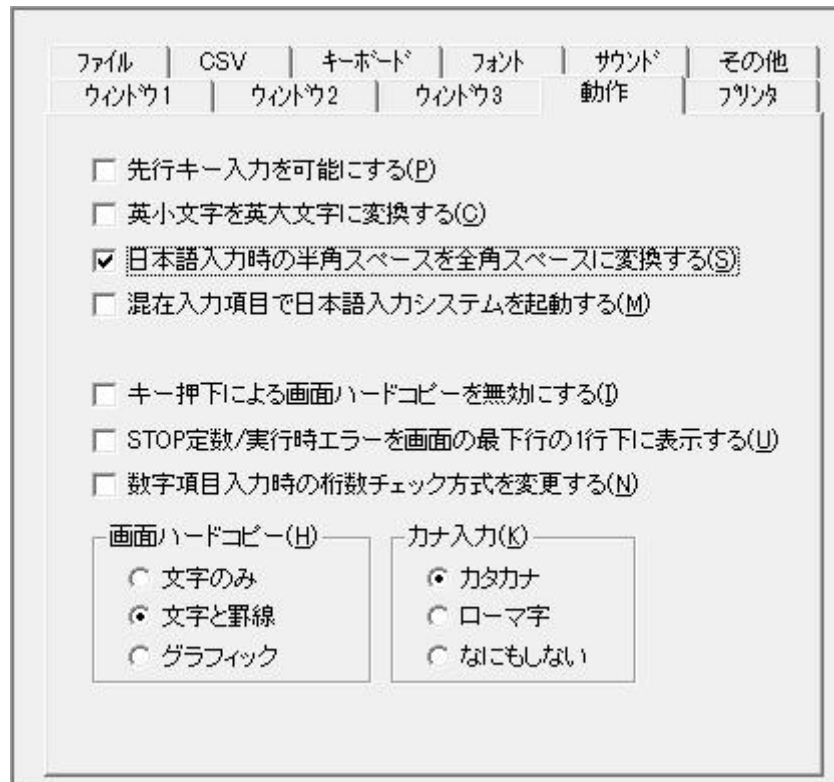 ファイル CSV キーボード フォント サウンド その他
ウィンドウ1 ウィンドウ2 ウィンドウ3 動作 プリンタ
先行キー入力を可能にする(P)
英小文字を英大文字に変換する(C)
日本語入力時の半角スペースを全角スペースに変換する(S)
混在入力項目で日本語入力システムを起動する(M)
キー押下による画面ハードコピーを無効にする(I)
STOP定数/実行時エラーを画面の最下行の1行下に表示する(U)
数字項目入力時の桁数チェック方式を変更する(N)
画面ハードコピー(H) カナ入力(K)
文字のみ カタカナ
文字と罫線 ローマ字
グラフィック なにもしない